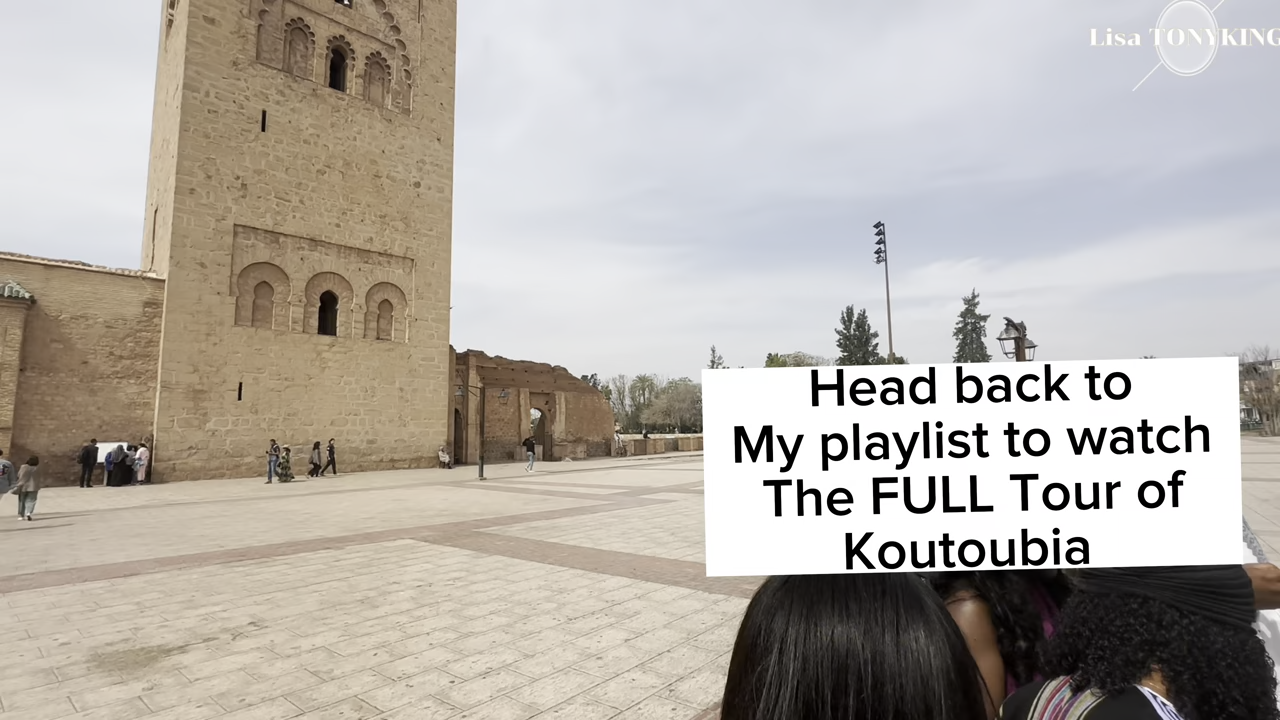 Lisa TONYKING
Head back to
My playlist to watch
The FULL Tour of
Koutoubia